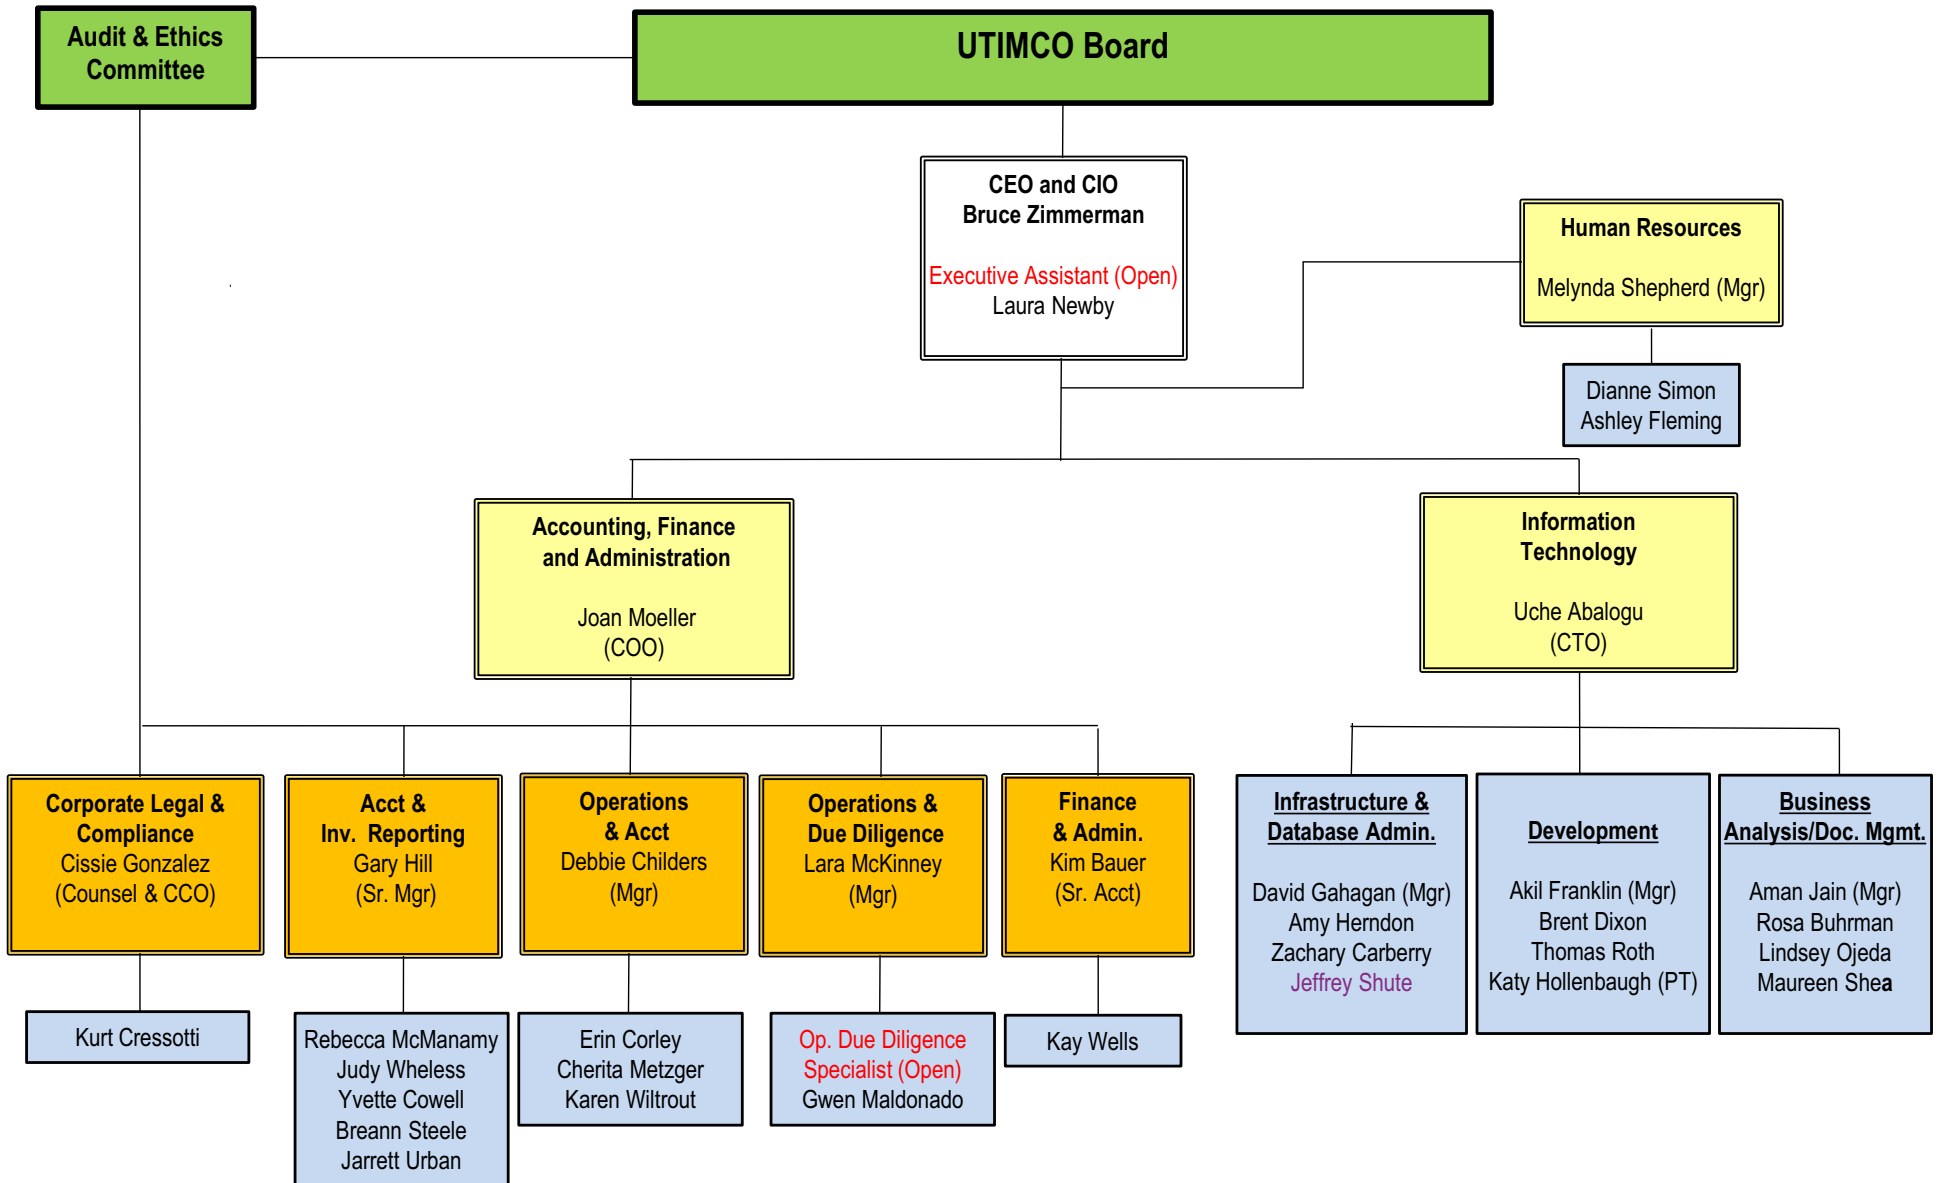 Audit & Ethics
Committee
UTIMCO Board
CEO and CIO
Bruce Zimmerman
Executive Assistant (Open)
Laura Newby
Human Resources
Melynda Shepherd (Mgr)
Dianne Simon
Ashley Fleming
Accounting, Finance
and Administration
Joan Moeller
(COO)
Information
Technology
Uche Abalogu
(CTO)
Corporate Legal &
Compliance
Cissie Gonzalez
(Counsel & CCO)
Acct &
Inv. Reporting
Gary Hill
(Sr. Mgr)
Operations
& Acct
Debbie Childers
(Mgr)
Operations &
Due Diligence
Lara McKinney
(Mgr)
Finance
& Admin.
Kim Bauer
(Sr. Acct)
Infrastructure &
Database Admin.
David Gahagan (Mgr)
Amy Herndon
Zachary Carberry
Jeffrey Shute
Development
Akil Franklin (Mgr)
Brent Dixon
Thomas Roth
Katy Hollenbaugh (PT)
Business
Analysis/Doc. Mgmt.
Aman Jain (Mgr)
Rosa Buhrman
Lindsey Ojeda
Maureen Shea
Kurt Cressotti
Rebecca McManamy
Judy Wheless
Yvette Cowell
Breann Steele
Jarrett Urban
Erin Corley
Cherita Metzger
Karen Wiltrout
Op. Due Diligence
Specialist (Open)
Gwen Maldonado
Kay Wells